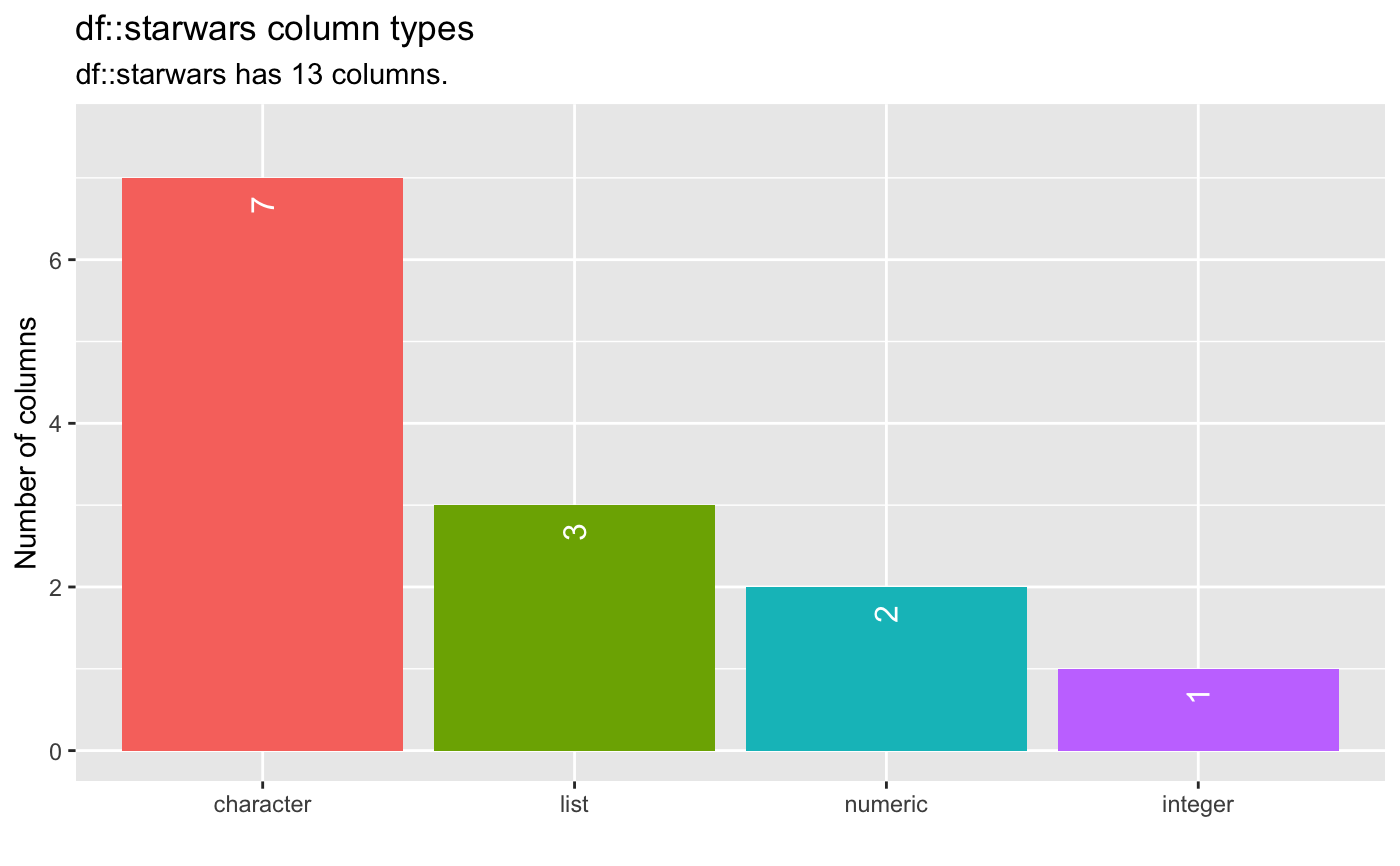 df::starwars column types
df::starwars has 13 columns.
Number of columns
6
4
2
0
7
3
2
1
character
list
numeric
integer